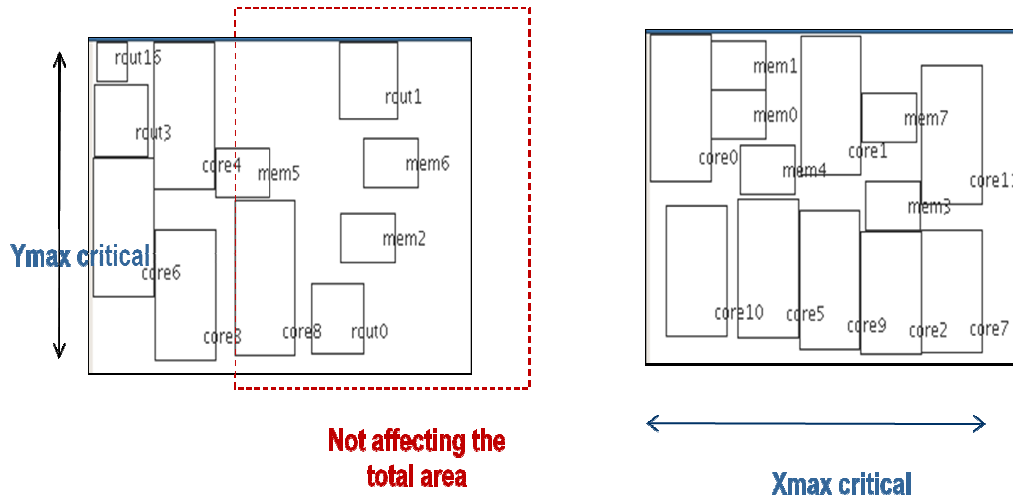 rout16
rout1
rout3
core4
mem5
mem6
mem2
Ymax critical
core6
core3
core8
rout0
Not affecting the
total area
mem1
mem0
mem7
core0
core1
mem4
core11
mem3
core10
core5
core9
core2
core7
Xmax critical